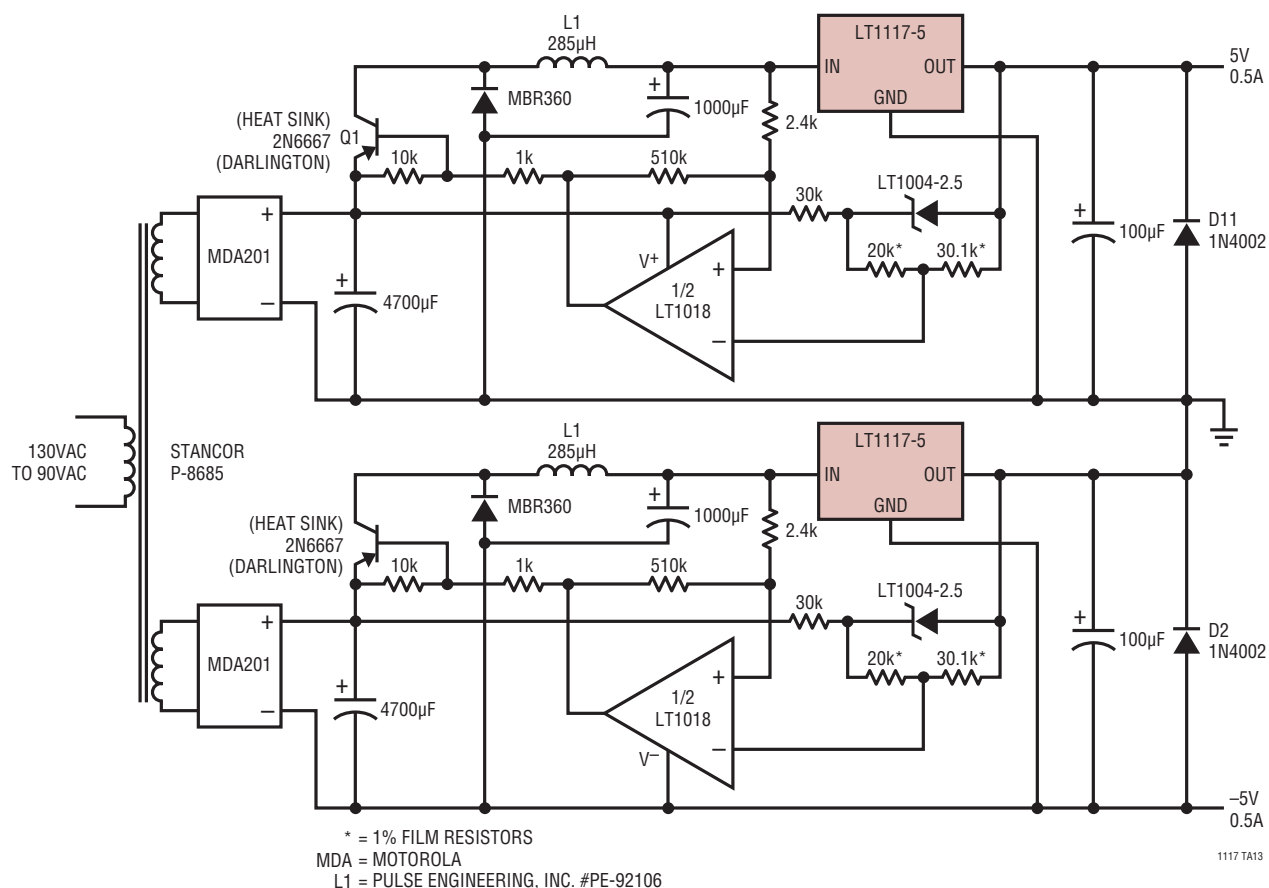 L1
285µH
LT1117-5
IN
OUT
GND
5V
0.5A
MBR360
+
1000µF
2.4k
(HEAT SINK)
2N6667
(DARLINGTON)
Q1
10k
1k
510k
LT1004-2.5
30k
20k*
30.1k*
+
100µF
D11
1N4002
MDA201
+
–
+
4700µF
V+
+
1/2
LT1018
–
130VAC
TO 90VAC
STANCOR
P-8685
L1
285µH
LT1117-5
IN
OUT
GND
MBR360
+
1000µF
2.4k
(HEAT SINK)
2N6667
(DARLINGTON)
10k
1k
510k
LT1004-2.5
30k
20k*
30.1k*
+
100µF
D2
1N4002
MDA201
+
–
+
4700µF
+
1/2
LT1018
–
V–
–5V
0.5A
* = 1% FILM RESISTORS
MDA = MOTOROLA
L1 = PULSE ENGINEERING, INC. #PE-92106
1117 TA13